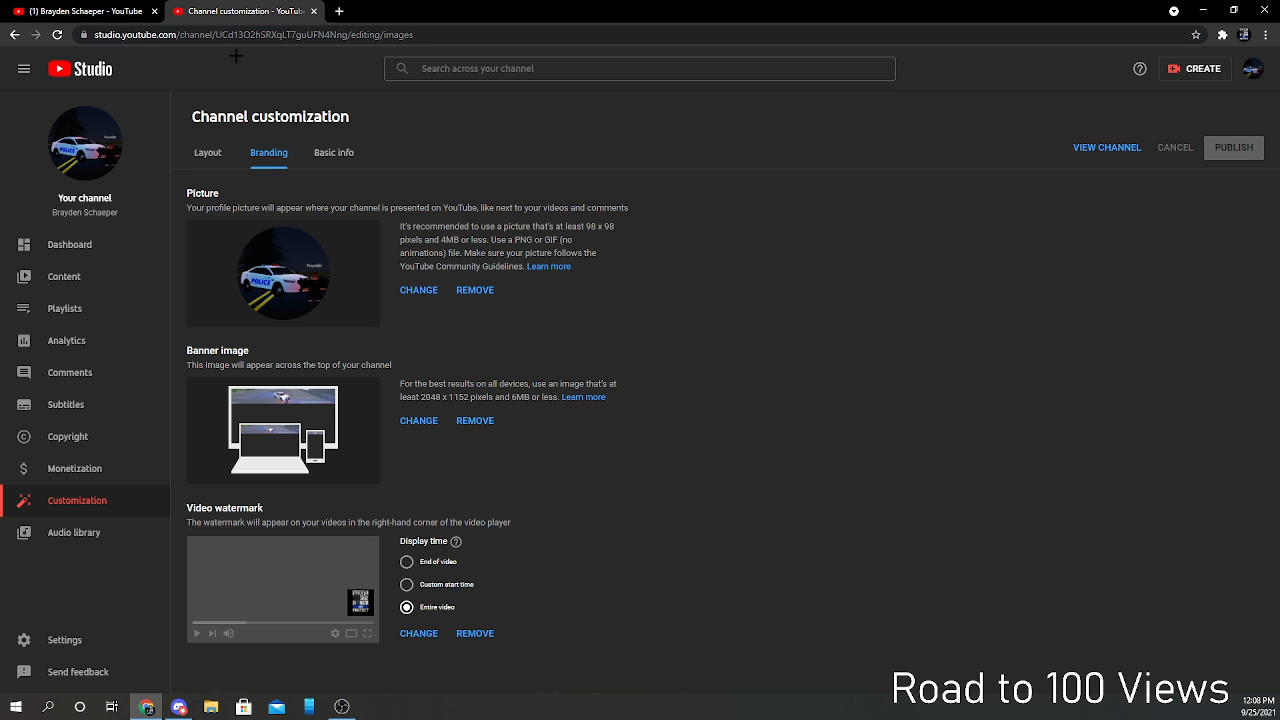 (1) Brayden Schaeper - YouTube
Channel customization - YouTub
studio.youtube.com/channel/UCd13O2hSRXqLT7guUFN4Nng/editing/images
Studio
Search across your channel
CREATE
Your channel
Brayden Schaeper
Dashboard
Content
Playlists
Analytics
Comments
Subtitles
Copyright
Monetization
Customization
Audio library
Settings
Send feedback
Channel customization
Layout Branding Basic info
VIEW CHANNEL CANCEL PUBLISH
Picture
Your profile picture will appear where your channel is presented on YouTube, like next to your videos and comments
Founder
POLICE
It's recommended to use a picture that's at least 98 x 98
pixels and 4MB or less. Use a PNG or GIF (no
animations) file. Make sure your picture follows the
YouTube Community Guidelines. Learn more
CHANGE REMOVE
Banner image
This image will appear across the top of your channel
For the best results on all devices, use an image that's at
least 2048 x 1152 pixels and 6MB or less. Learn more
CHANGE REMOVE
Video watermark
The watermark will appear on your videos in the right-hand corner of the video player
Display time
End of video
Custom start time
Entire video
CHANGE REMOVE
Road to 100 Views
12:08 PM
9/25/2021